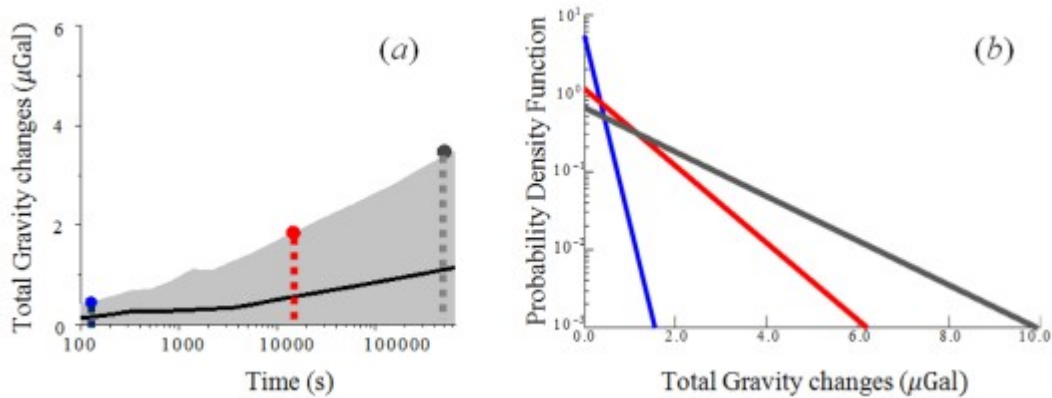 (a)
Total Gravity changes (μGal)
6
4
2
0
100 1000 10000 100000
Time (s)
(b)
Probability Density Function
10¹
10⁰
10⁻¹
10⁻²
10⁻³
0.0 2.0 4.0 6.0 10.0
Total Gravity changes (μGal)